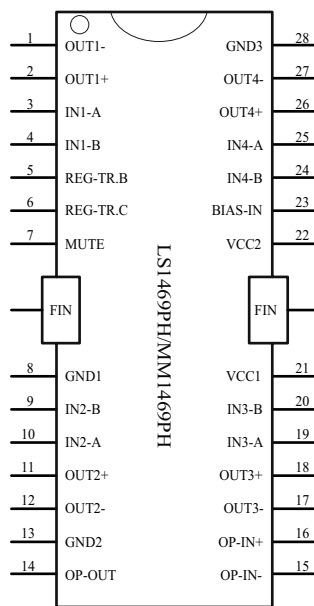 1 OUT1- GND3 28
2 OUT1+ OUT4- 27
3 IN1-A OUT4+ 26
4 IN1-B IN4-A 25
5 REG-TR.B IN4-B 24
6 REG-TR.C BIAS-IN 23
7 MUTE VCC2 22
LS1469PH/MM1469PH
FIN FIN
8 GND1 VCC1 21
9 IN2-B IN3-B 20
10 IN2-A IN3-A 19
11 OUT2+ OUT3+ 18
12 OUT2- OUT3- 17
13 GND2 OP-IN+ 16
14 OP-OUT OP-IN- 15